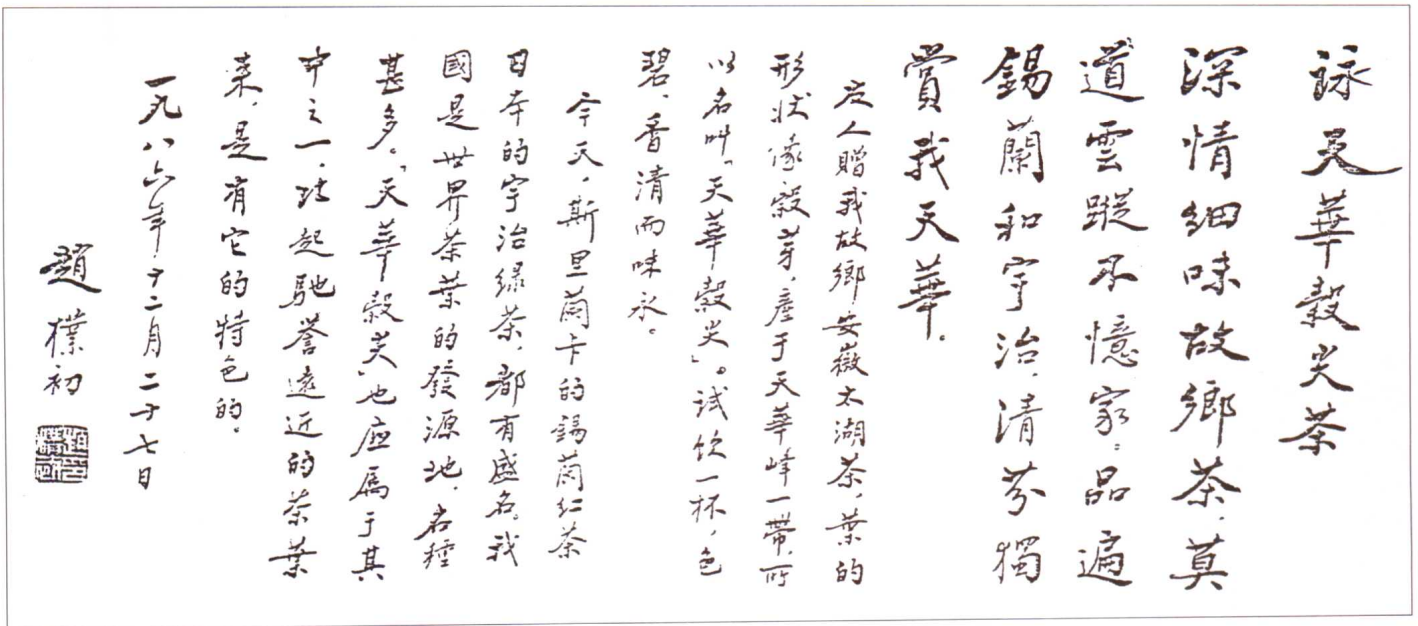 詠天華穀尖茶
深情細味故鄉茶，莫
道雲蹤不憶家；品遍
錫蘭和宇治，清芬獨
賞我天華。
友人贈我故鄉安徽太湖茶，葉的
形狀像穀芽，產于天華峰一帶，所
以名叫「天華穀尖」。試飲一杯，色
碧、香清而味永。
今天，斯里蘭卡的錫蘭红茶
日本的宇治绿茶，都有盛名。我
國是世界茶葉的發源地，名種
甚多。「天華穀尖」也应屬于其
中之一，比起馳譽遠近的茶葉
來，是有它的特色的。
一九八六年十二月二十七日
趙樸初